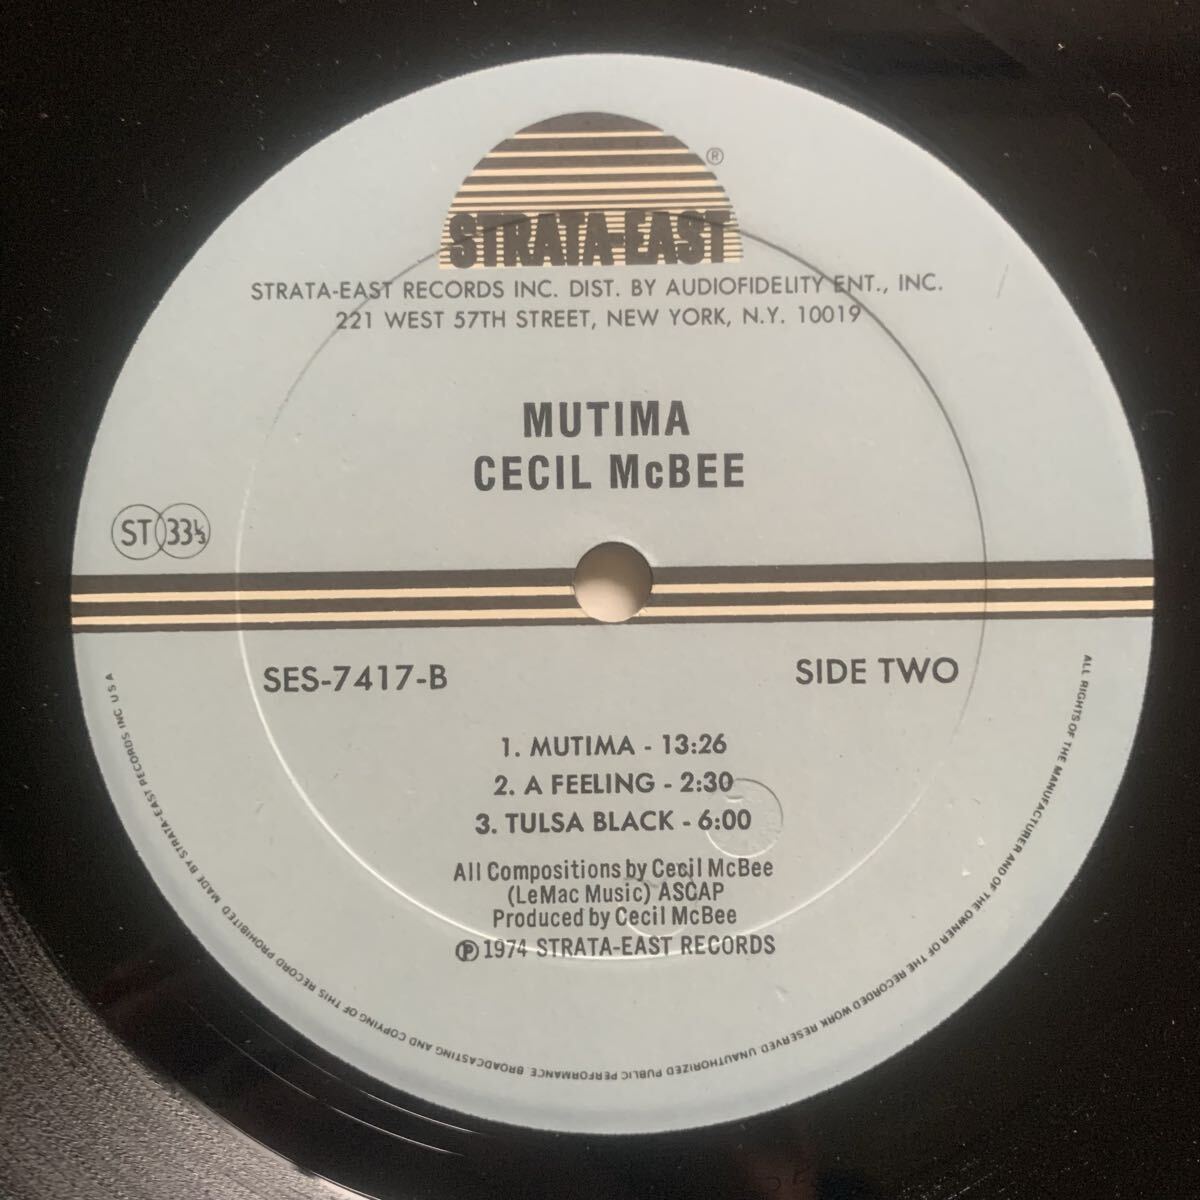 STRATA-EAST ®
STRATA-EAST RECORDS INC. DIST. BY AUDIOFIDELITY ENT., INC.
221 WEST 57TH STREET, NEW YORK, N.Y. 10019
MUTIMA
CECIL McBEE
ST 33⅓
SES-7417-B
SIDE TWO
1. MUTIMA - 13:26
2. A FEELING - 2:30
3. TULSA BLACK - 6:00
All Compositions by Cecil McBee
(LeMac Music) ASCAP
Produced by Cecil McBee
℗ 1974 STRATA-EAST RECORDS
ALL RIGHTS OF THE MANUFACTURER AND OF THE OWNER OF THE RECORDED WORK RESERVED. UNAUTHORIZED PUBLIC PERFORMANCE, BROADCASTING AND COPYING OF THIS RECORD PROHIBITED MADE BY STRATA-EAST RECORDS INC. U S A